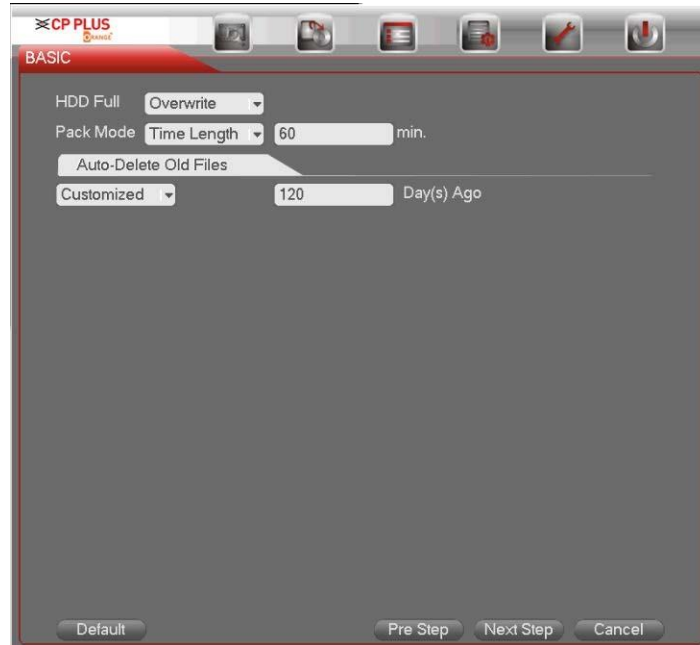 CP PLUS
ORANGE
BASIC
HDD Full Overwrite
Pack Mode Time Length 60 min.
Auto-Delete Old Files
Customized 120 Day(s) Ago
Default Pre Step Next Step Cancel